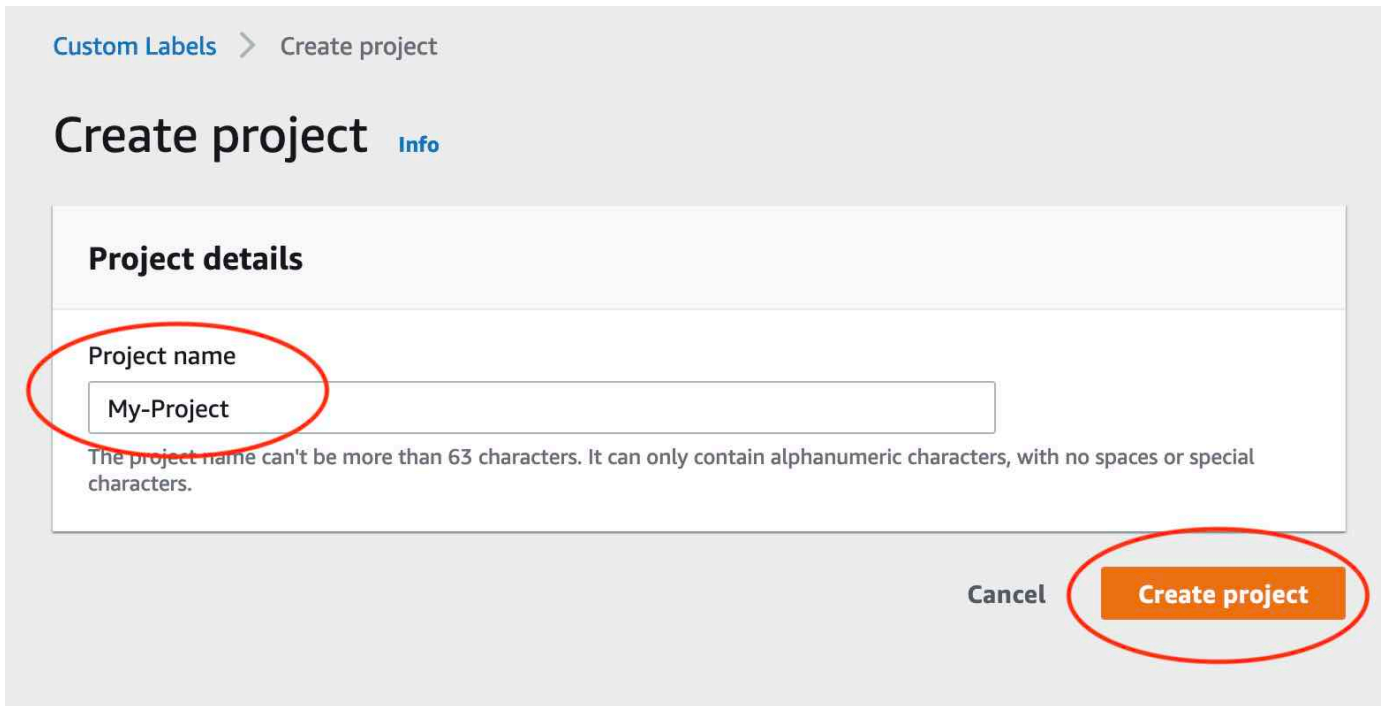 Custom Labels > Create project
Create project Info
Project details
Project name
My-Project
The project name can't be more than 63 characters. It can only contain alphanumeric characters, with no spaces or special
characters.
Cancel Create project